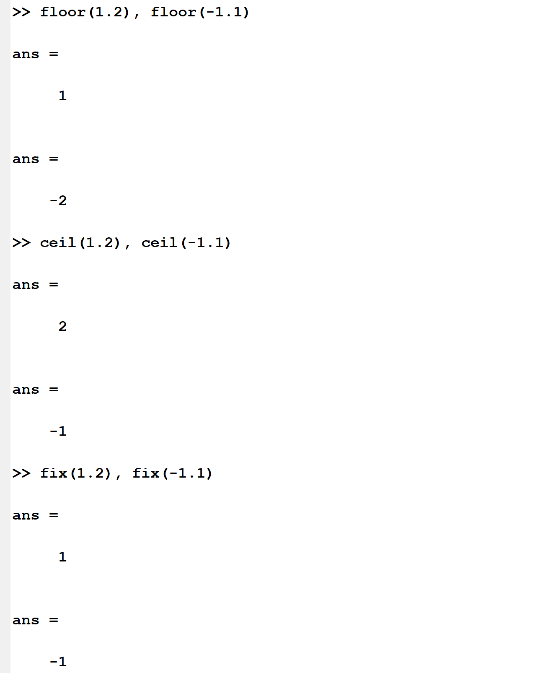 >> floor(1.2), floor(-1.1)
ans =
1
ans =
-2
>> ceil(1.2), ceil(-1.1)
ans =
2
ans =
-1
>> fix(1.2), fix(-1.1)
ans =
1
ans =
-1